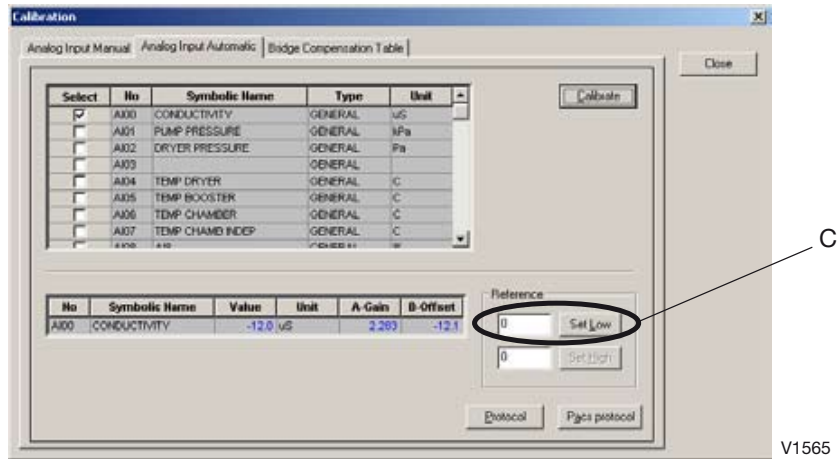 Calibration
Analog Input Manual Analog Input Automatic Bridge Compensation Table
Close
Select No Symbolic Name Type Unit
Calibrate
AI00 CONDUCTIVITY GENERAL uS
AI01 PUMP PRESSURE GENERAL kPa
AI02 DRYER PRESSURE GENERAL Pa
AI03 GENERAL
AI04 TEMP DRYER GENERAL C
AI05 TEMP BOOSTER GENERAL C
AI06 TEMP CHAMBER GENERAL C
AI07 TEMP CHAMB INDEP GENERAL C
C
Reference
No Symbolic Name Value Unit A-Gain B-Offset
AI00 CONDUCTIVITY -12.0 uS 2.283 -12.1
0 Set Low
0 Set High
Protocol Pacs protocol
V1565